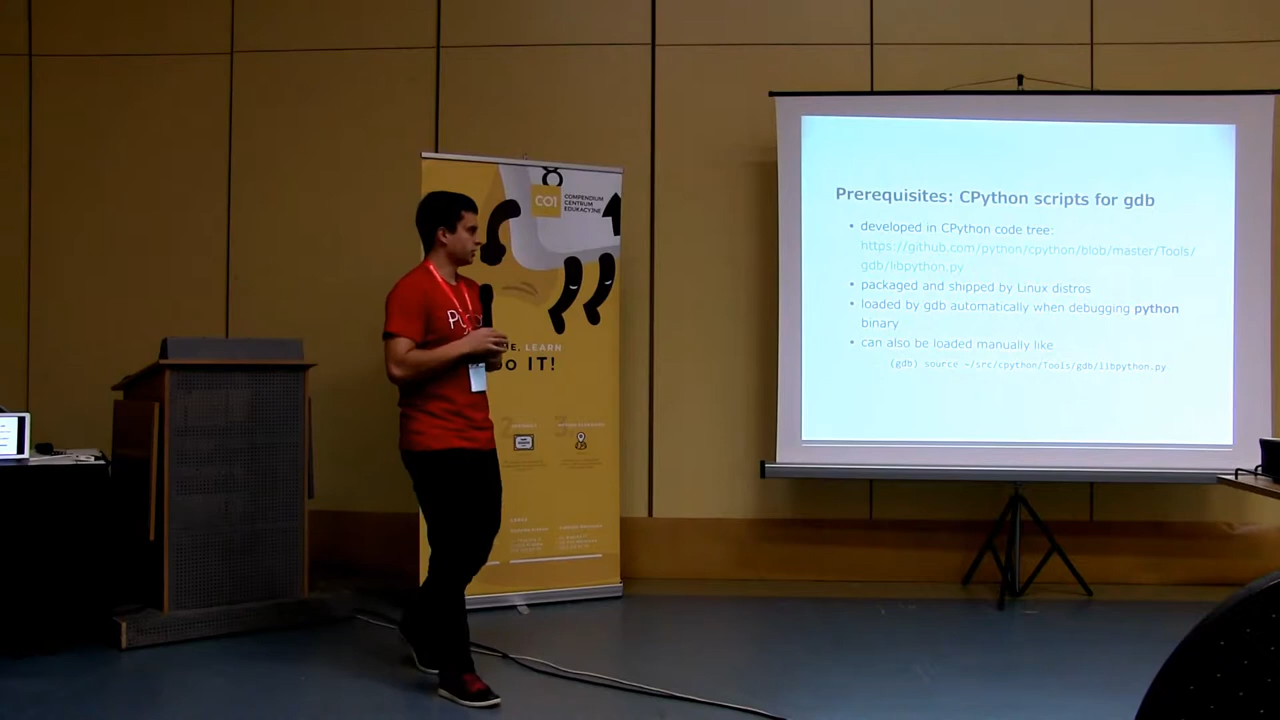 CO1
COMPENDIUM
CENTRUM
EDUKACYJNE
LEARN
DO IT!
Prerequisites: CPython scripts for gdb
• developed in CPython code tree:
https://github.com/python/cpython/blob/master/Tools/
gdb/libpython.py
• packaged and shipped by Linux distros
• loaded by gdb automatically when debugging python
binary
• can also be loaded manually like
(gdb) source ~/src/cpython/Tools/gdb/libpython.py